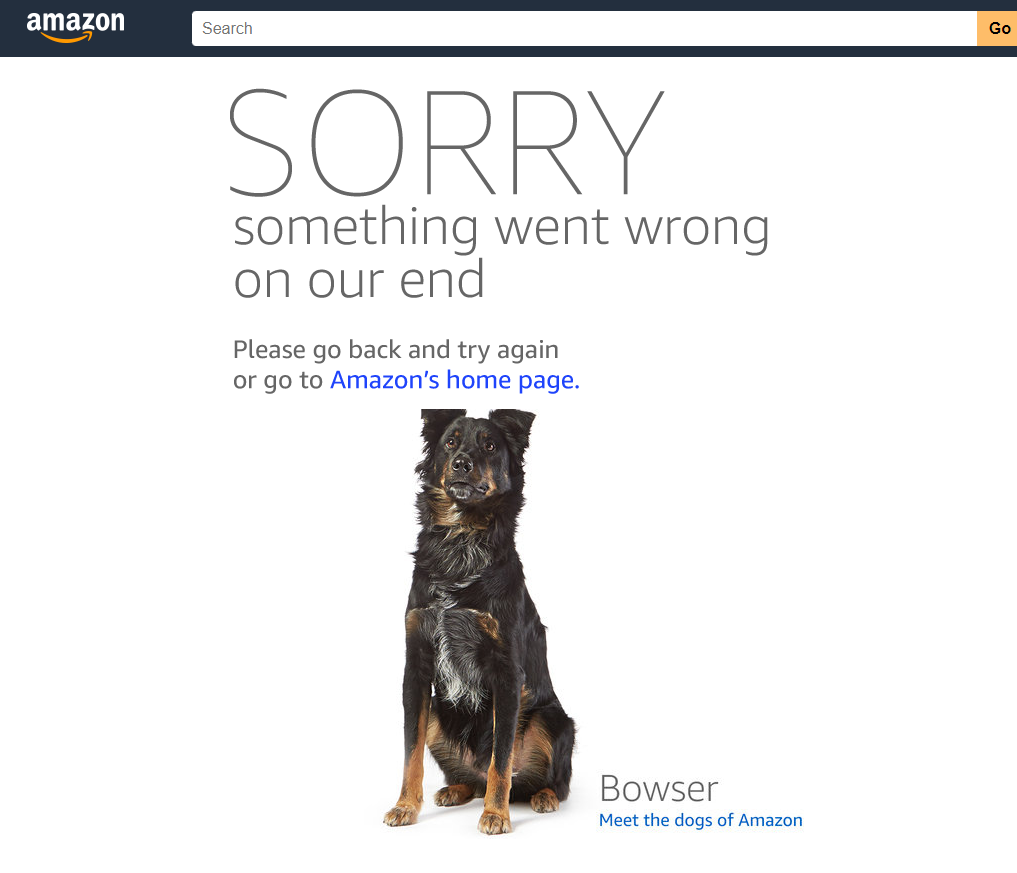 amazon
Search
Go
SORRY
something went wrong
on our end
Please go back and try again
or go to Amazon’s home page.
Bowser
Meet the dogs of Amazon